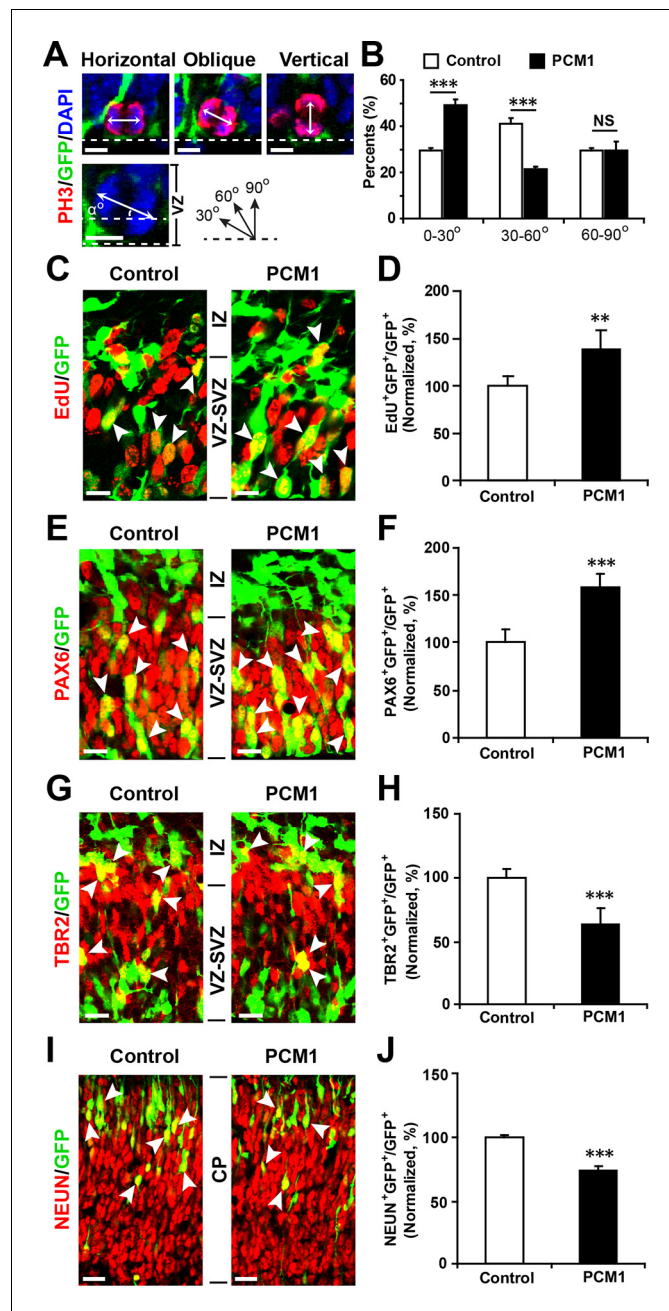 A
Horizontal Oblique Vertical
PH3/GFP/DAPI
α°
VZ
30° 60° 90°
B
Control PCM1
Percents (%)
60
40
20
0
*** *** NS
0-30° 30-60° 60-90°
C
Control PCM1
EdU/GFP
IZ
VZ-SVZ
D
EdU⁺GFP⁺/GFP⁺
(Normalized, %)
200
150
100
50
0
**
Control PCM1
E
Control PCM1
PAX6/GFP
IZ
VZ-SVZ
F
PAX6⁺GFP⁺/GFP⁺
(Normalized, %)
200
150
100
50
0
***
Control PCM1
G
Control PCM1
TBR2/GFP
IZ
VZ-SVZ
H
TBR2⁺GFP⁺/GFP⁺
(Normalized, %)
150
100
50
0
***
Control PCM1
I
Control PCM1
NEUN/GFP
CP
J
NEUN⁺GFP⁺/GFP⁺
(Normalized, %)
150
100
50
0
***
Control PCM1